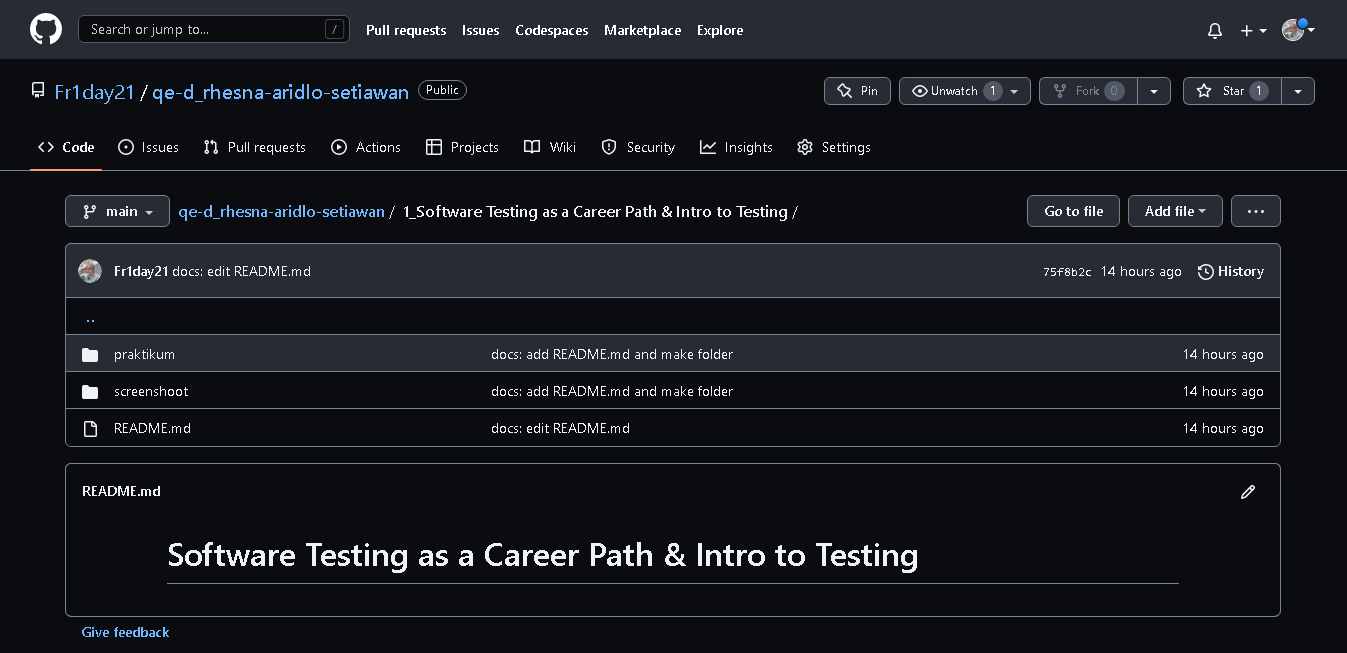 Search or jump to... /
Pull requests Issues Codespaces Marketplace Explore
Fr1day21 / qe-d_rhesna-aridlo-setiawan Public
Pin Unwatch 1 Fork 0 Star 1
Code Issues Pull requests Actions Projects Wiki Security Insights Settings
main qe-d_rhesna-aridlo-setiawan / 1_Software Testing as a Career Path & Intro to Testing /
Go to file Add file ...
Fr1day21 docs: edit README.md 75f8b2c 14 hours ago History
..
praktikum docs: add README.md and make folder 14 hours ago
screenshoot docs: add README.md and make folder 14 hours ago
README.md docs: edit README.md 14 hours ago
README.md
Software Testing as a Career Path & Intro to Testing
Give feedback